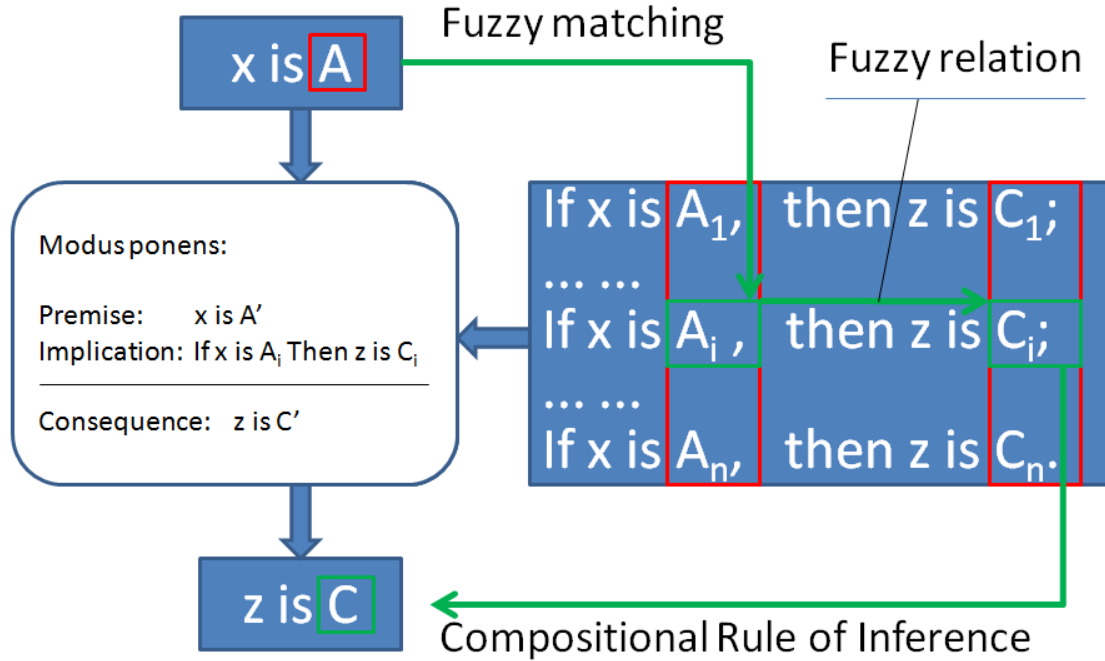 Fuzzy matching
x is A
Fuzzy relation
If x is A₁, then z is C₁;
... ...
If x is Aᵢ , then z is Cᵢ;
... ...
If x is Aₙ, then z is Cₙ.
Modus ponens:
Premise: x is A’
Implication: If x is Aᵢ Then z is Cᵢ
Consequence: z is C’
z is C
Compositional Rule of Inference